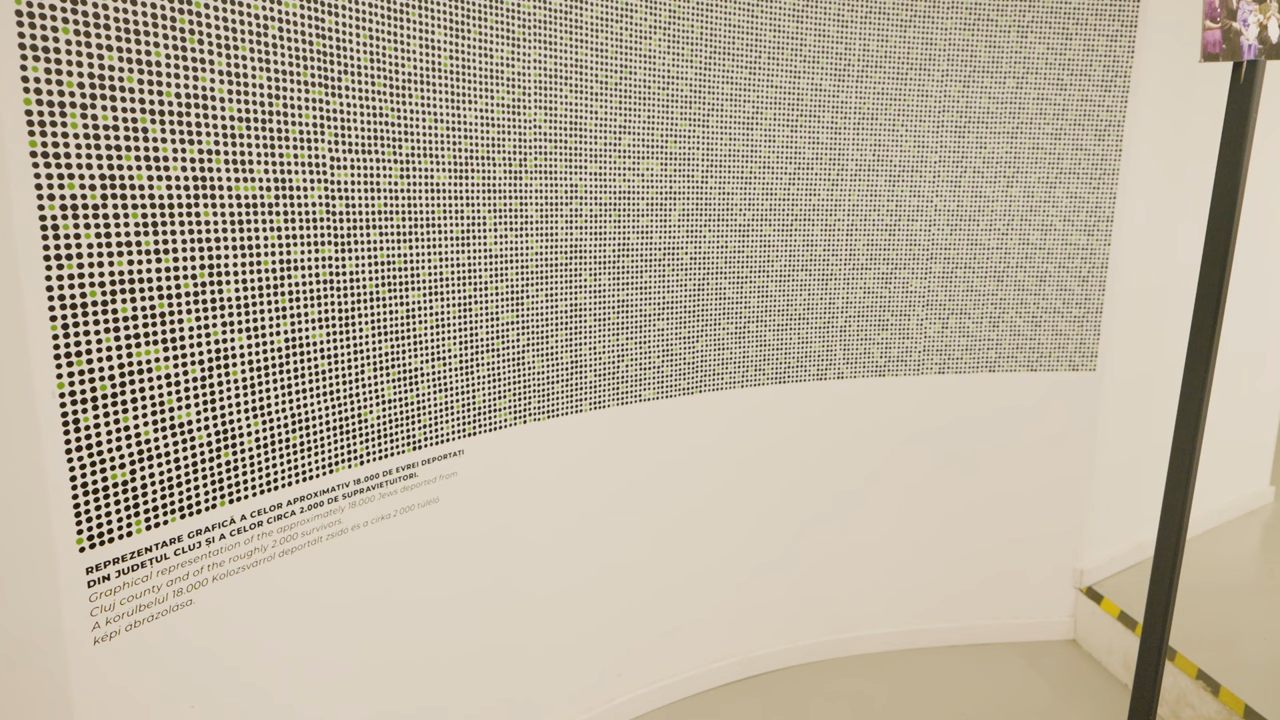 REPREZENTARE GRAFICĂ A CELOR APROXIMATIV 18.000 DE EVREI DEPORTAȚI
DIN JUDEȚUL CLUJ ȘI A CELOR CIRCA 2.000 DE SUPRAVIEȚUITORI.
Graphical representation of the approximately 18.000 Jews deported from
Cluj county and of the roughly 2.000 survivors.
A körülbelül 18.000 Kolozsvárról deportált zsidó és a cirka 2 000 túlélő
képi ábrázolása.